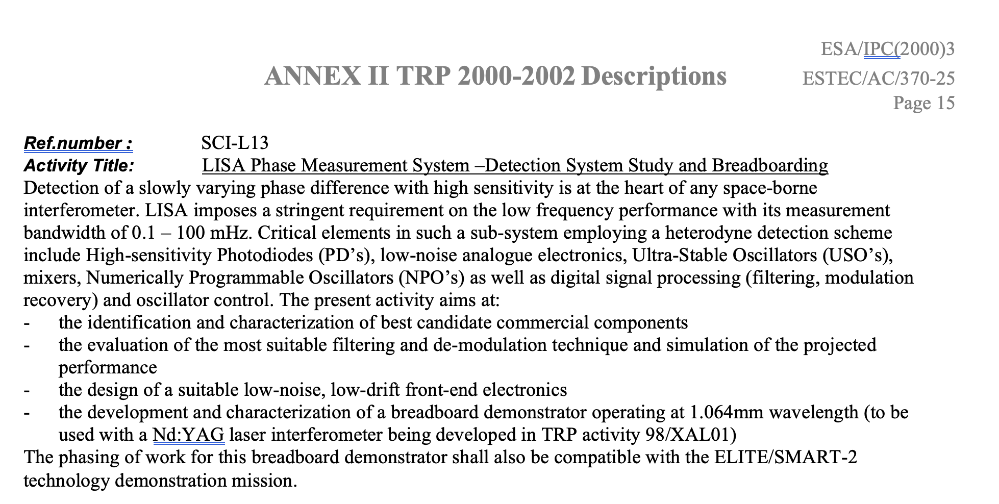 ESA/IPC(2000)3
ANNEX II TRP 2000-2002 Descriptions
ESTEC/AC/370-25
Page 15
Ref.number : SCI-L13
Activity Title: LISA Phase Measurement System –Detection System Study and Breadboarding
Detection of a slowly varying phase difference with high sensitivity is at the heart of any space-borne
interferometer. LISA imposes a stringent requirement on the low frequency performance with its measurement
bandwidth of 0.1 – 100 mHz. Critical elements in such a sub-system employing a heterodyne detection scheme
include High-sensitivity Photodiodes (PD’s), low-noise analogue electronics, Ultra-Stable Oscillators (USO’s),
mixers, Numerically Programmable Oscillators (NPO’s) as well as digital signal processing (filtering, modulation
recovery) and oscillator control. The present activity aims at:
- the identification and characterization of best candidate commercial components
- the evaluation of the most suitable filtering and de-modulation technique and simulation of the projected
performance
- the design of a suitable low-noise, low-drift front-end electronics
- the development and characterization of a breadboard demonstrator operating at 1.064mm wavelength (to be
used with a Nd:YAG laser interferometer being developed in TRP activity 98/XAL01)
The phasing of work for this breadboard demonstrator shall also be compatible with the ELITE/SMART-2
technology demonstration mission.